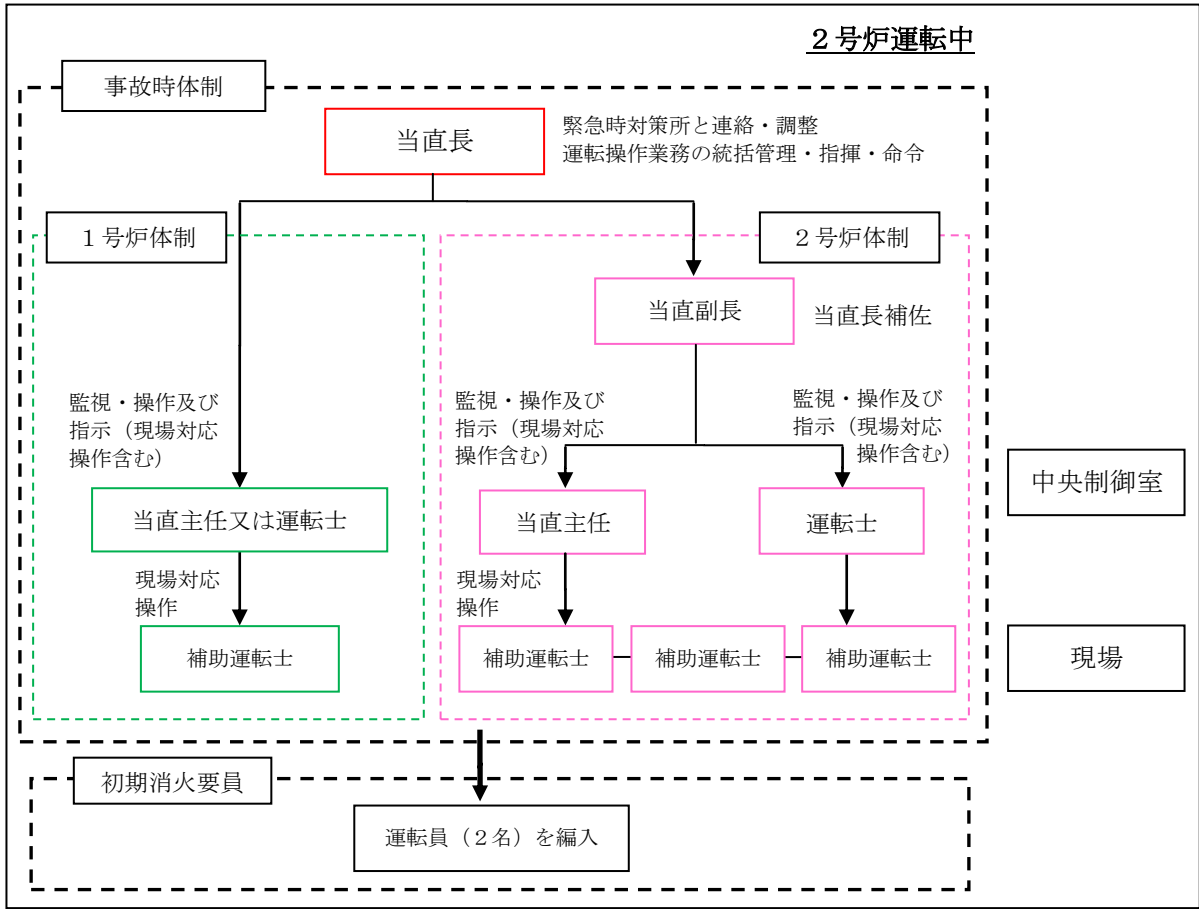 ２号炉運転中
事故時体制
当直長
緊急時対策所と連絡・調整
運転操作業務の統括管理・指揮・命令
１号炉体制
２号炉体制
当直副長
当直長補佐
監視・操作及び
指示（現場対応
操作含む）
監視・操作及び
指示（現場対応
操作含む）
監視・操作及び
指示（現場対応
操作含む）
中央制御室
当直主任又は運転士
当直主任
運転士
現場対応
操作
現場対応
操作
補助運転士
補助運転士
補助運転士
補助運転士
現場
初期消火要員
運転員（２名）を編入